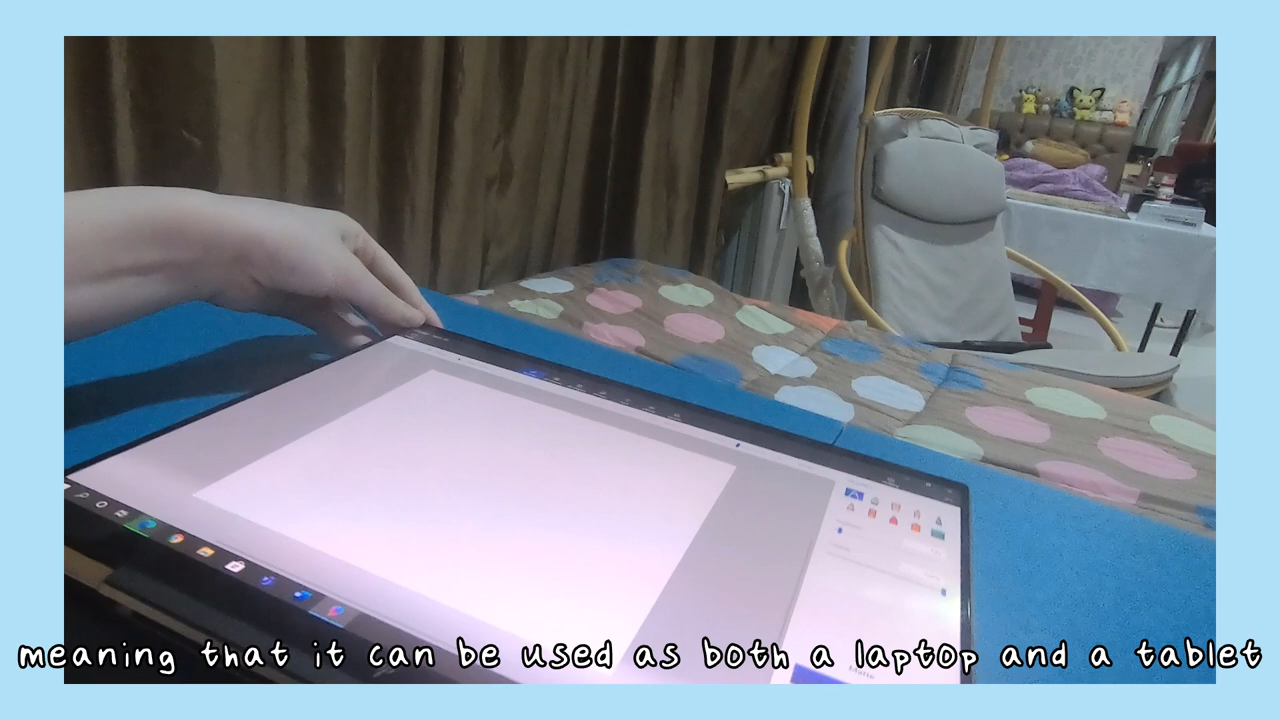 meaning that it can be used as both a laptop and a tablet